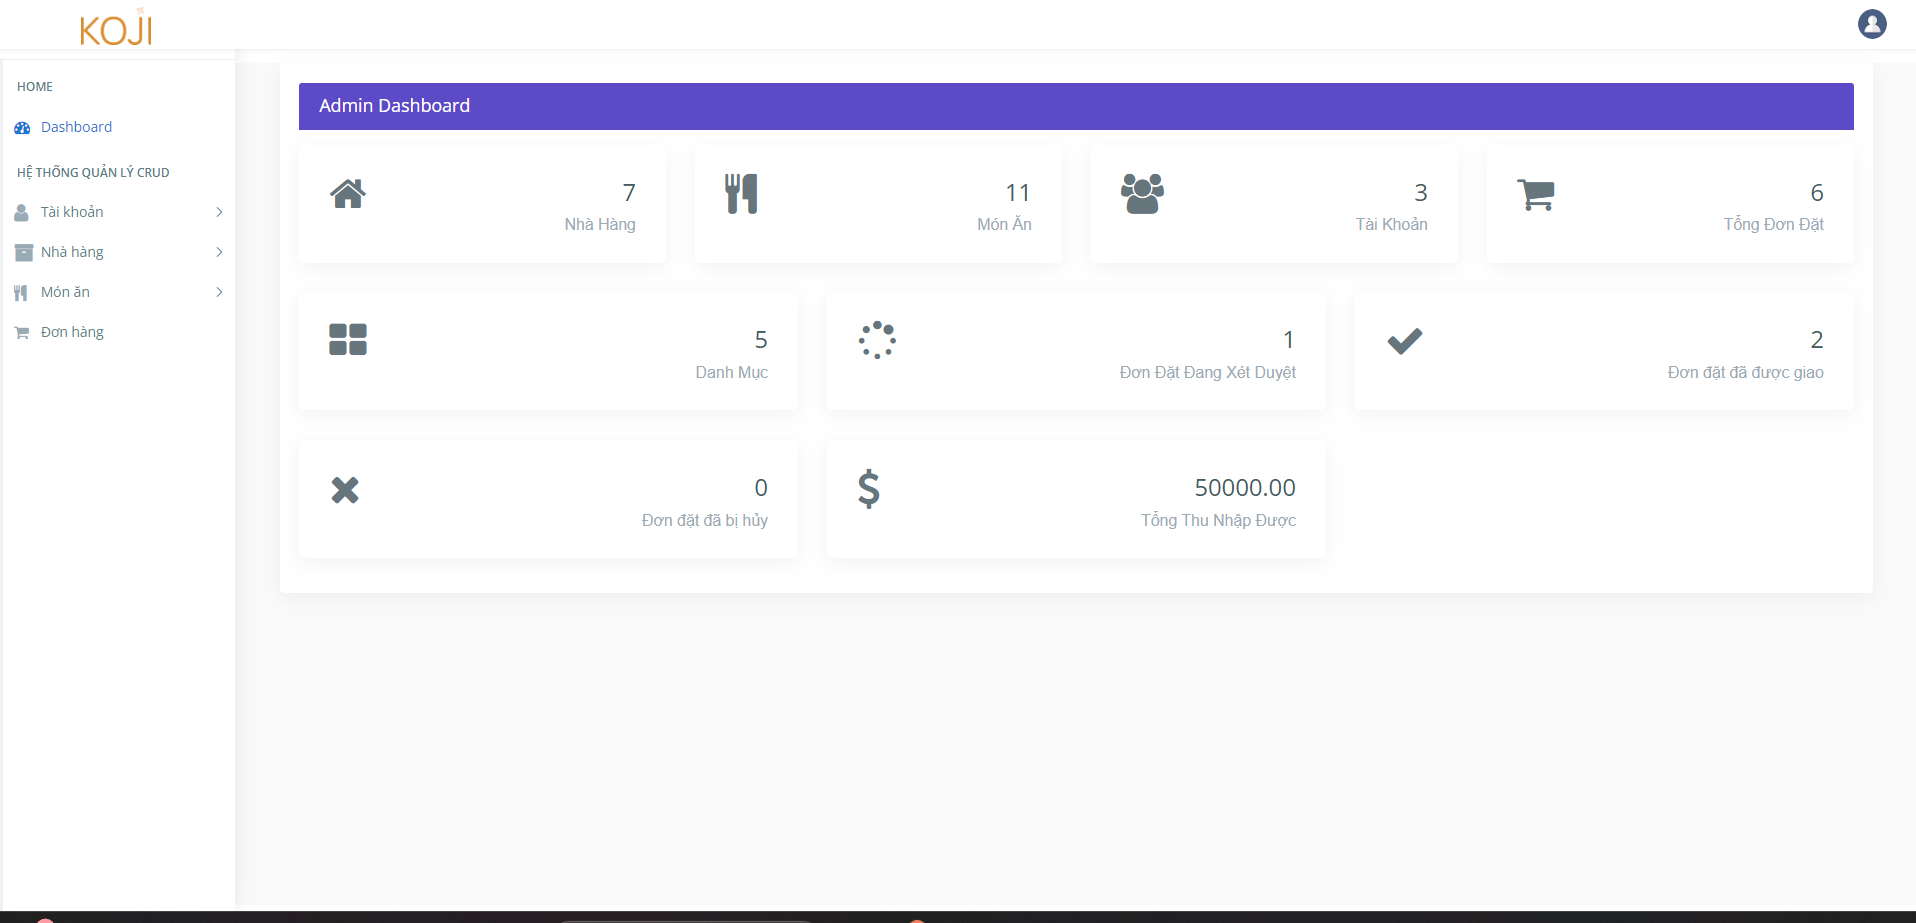 KOJI
HOME
Dashboard
HỆ THỐNG QUẢN LÝ CRUD
Tài khoản
Nhà hàng
Món ăn
Đơn hàng
Admin Dashboard
7
Nhà Hàng
11
Món Ăn
3
Tài Khoản
6
Tổng Đơn Đặt
5
Danh Mục
1
Đơn Đặt Đang Xét Duyệt
2
Đơn đặt đã được giao
0
Đơn đặt đã bị hủy
50000.00
Tổng Thu Nhập Được